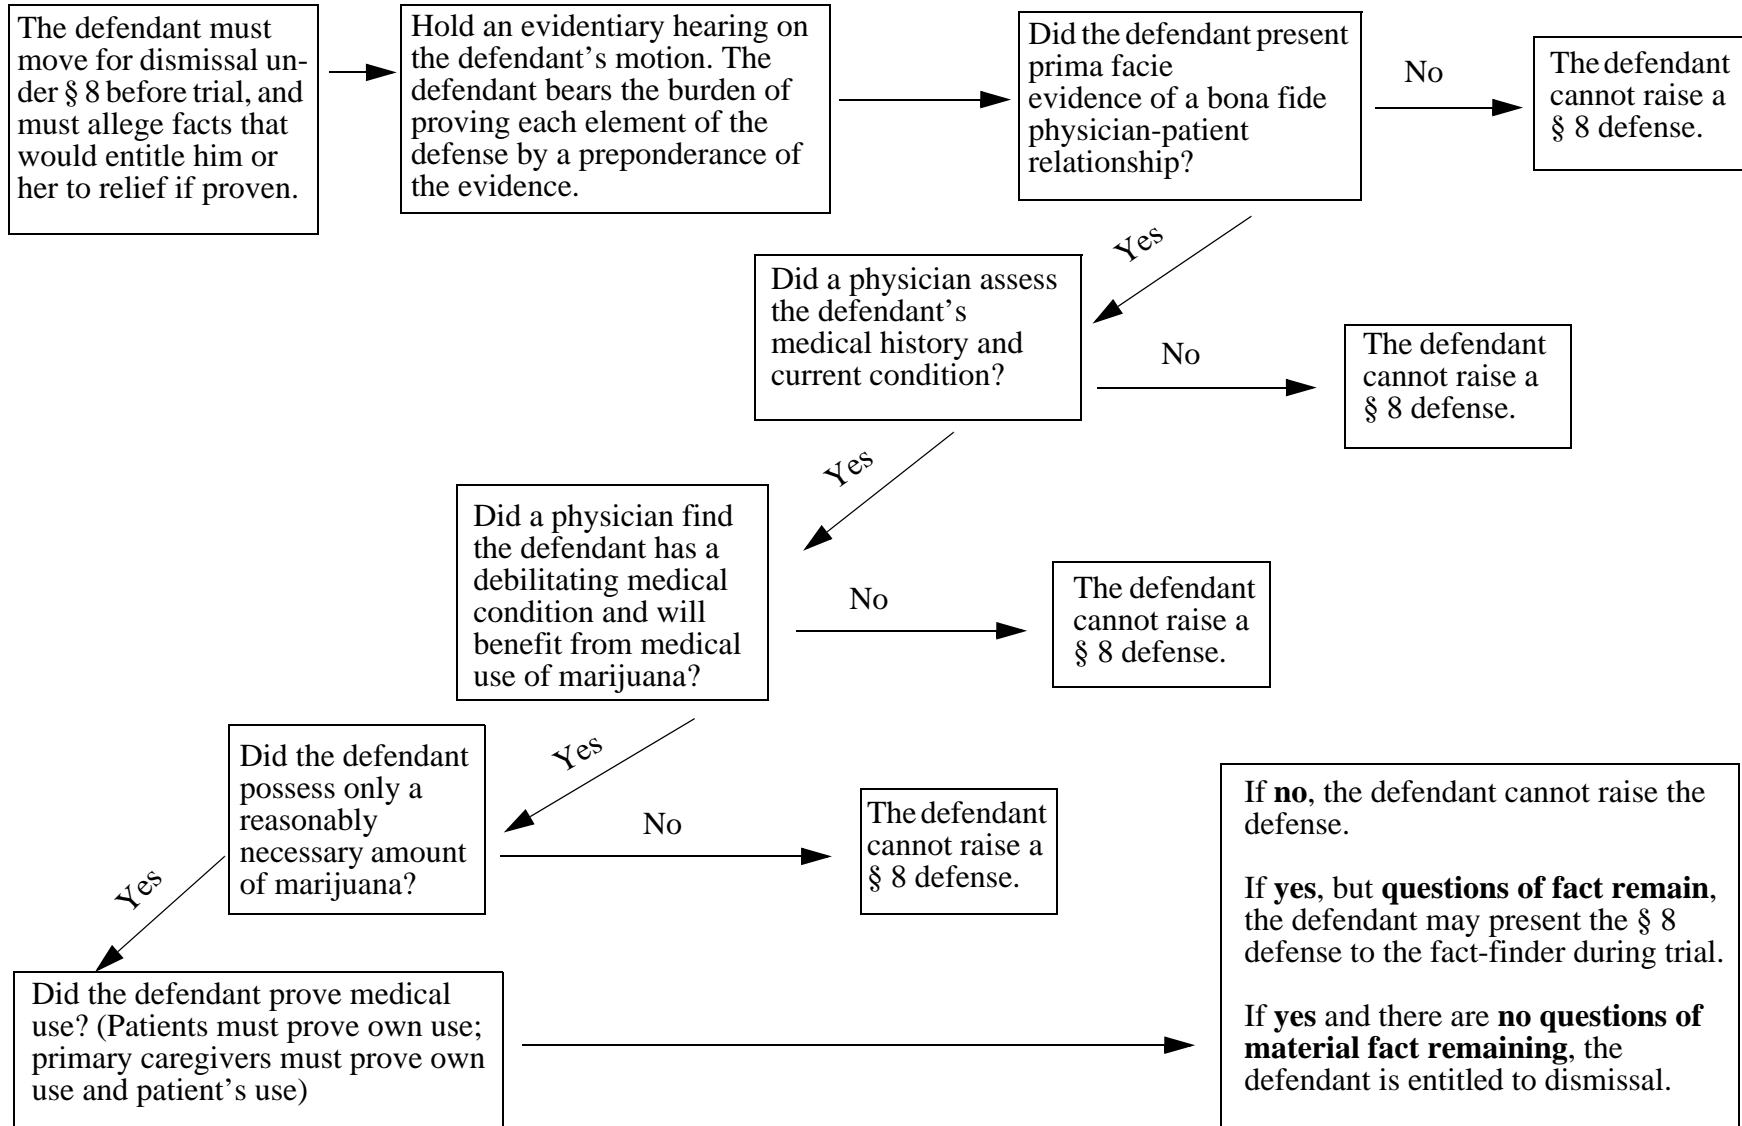 The defendant must
move for dismissal un-
der § 8 before trial, and
must allege facts that
would entitle him or
her to relief if proven.
Hold an evidentiary hearing on
the defendant’s motion. The
defendant bears the burden of
proving each element of the
defense by a preponderance of
the evidence.
Did the defendant present
prima facie
evidence of a bona fide
physician-patient
relationship?
No
The defendant
cannot raise a
§ 8 defense.
Yes
Did a physician assess
the defendant’s
medical history and
current condition?
No
The defendant
cannot raise a
§ 8 defense.
Yes
Did a physician find
the defendant has a
debilitating medical
condition and will
benefit from medical
use of marijuana?
No
The defendant
cannot raise a
§ 8 defense.
Yes
Did the defendant
possess only a
reasonably
necessary amount
of marijuana?
No
The defendant
cannot raise a
§ 8 defense.
Yes
Did the defendant prove medical
use? (Patients must prove own use;
primary caregivers must prove own
use and patient’s use)
If no, the defendant cannot raise the
defense.
If yes, but questions of fact remain,
the defendant may present the § 8
defense to the fact-finder during trial.
If yes and there are no questions of
material fact remaining, the
defendant is entitled to dismissal.